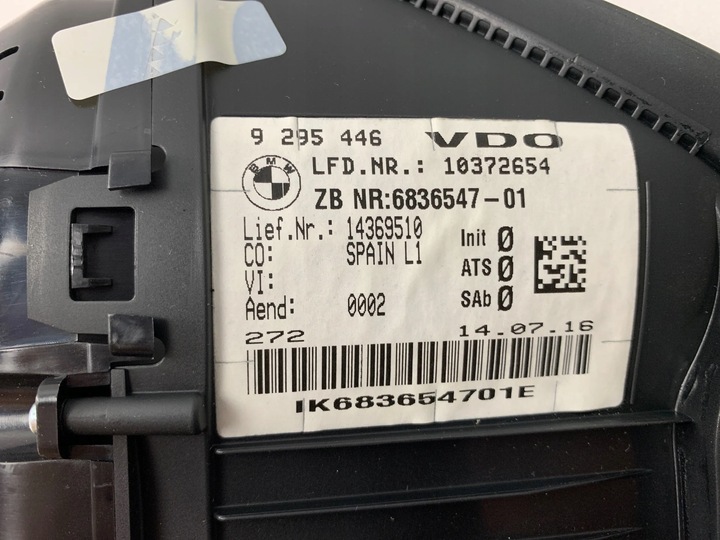 9 295 446 VDO
BMW
LFD.NR.: 10372654
ZB NR:6836547-01
Lief.Nr.: 14369510
CO: SPAIN L1
VI:
Aend: 0002
Init 0
ATS 0
SAb 0
272 14.07.16
IK683654701E